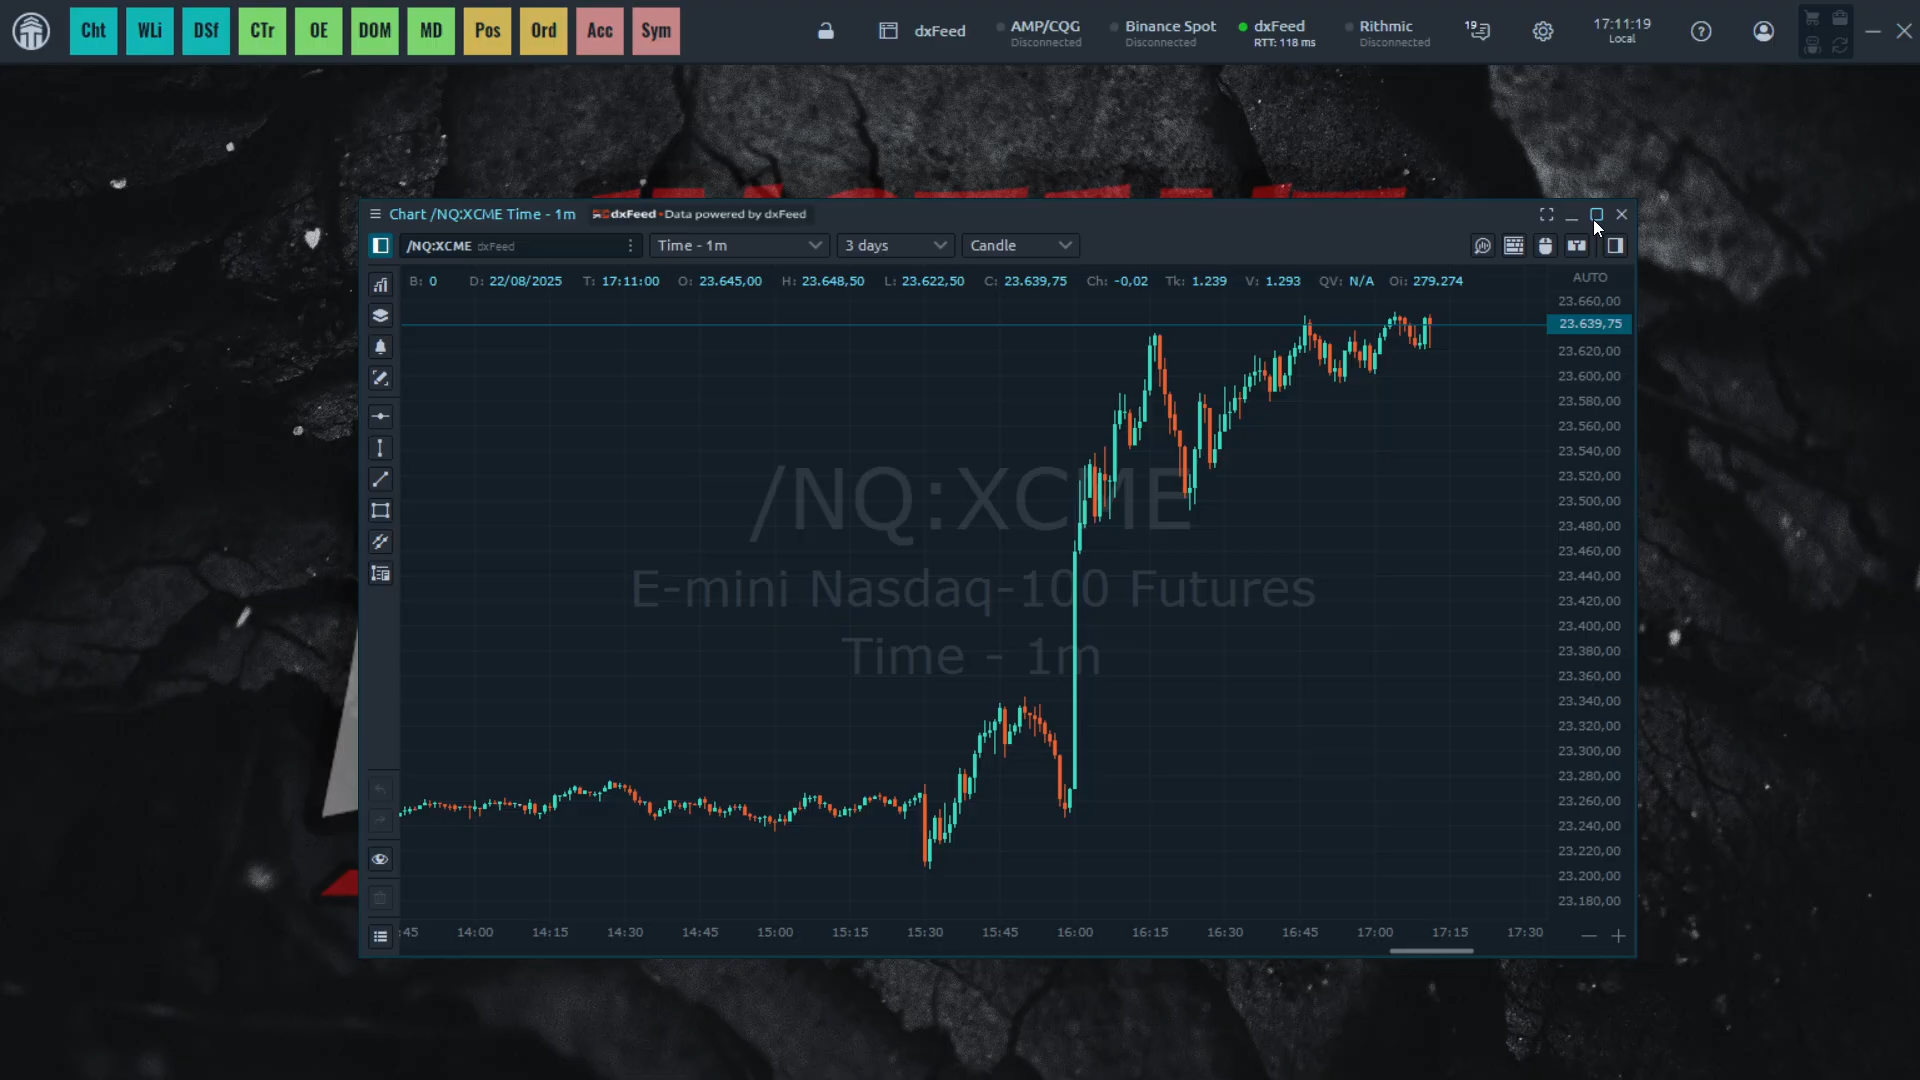 Cht WLi DSf CTr OE DOM MD Pos Ord Acc Sym
dxFeed
AMP/CQG
Disconnected
Binance Spot
Disconnected
dxFeed
RTT: 118 ms
Rithmic
Disconnected
19
17:11:19
Local
Chart /NQ:XCME Time - 1m
dxFeed • Data powered by dxFeed
/NQ:XCME dxFeed
Time - 1m
3 days
Candle
B: 0 D: 22/08/2025 T: 17:11:00 O: 23.645,00 H: 23.648,50 L: 23.622,50 C: 23.639,75 Ch: -0,02 Tk: 1.239 V: 1.293 QV: N/A Oi: 279.274
AUTO
23.660,00
23.639,75
23.620,00
23.600,00
23.580,00
23.560,00
23.540,00
23.520,00
23.500,00
23.480,00
23.460,00
23.440,00
23.420,00
23.400,00
23.380,00
23.360,00
23.340,00
23.320,00
23.300,00
23.280,00
23.260,00
23.240,00
23.220,00
23.200,00
23.180,00
/NQ:XCME
E-mini Nasdaq-100 Futures
Time - 1m
:45 14:00 14:15 14:30 14:45 15:00 15:15 15:30 15:45 16:00 16:15 16:30 16:45 17:00 17:15 17:30